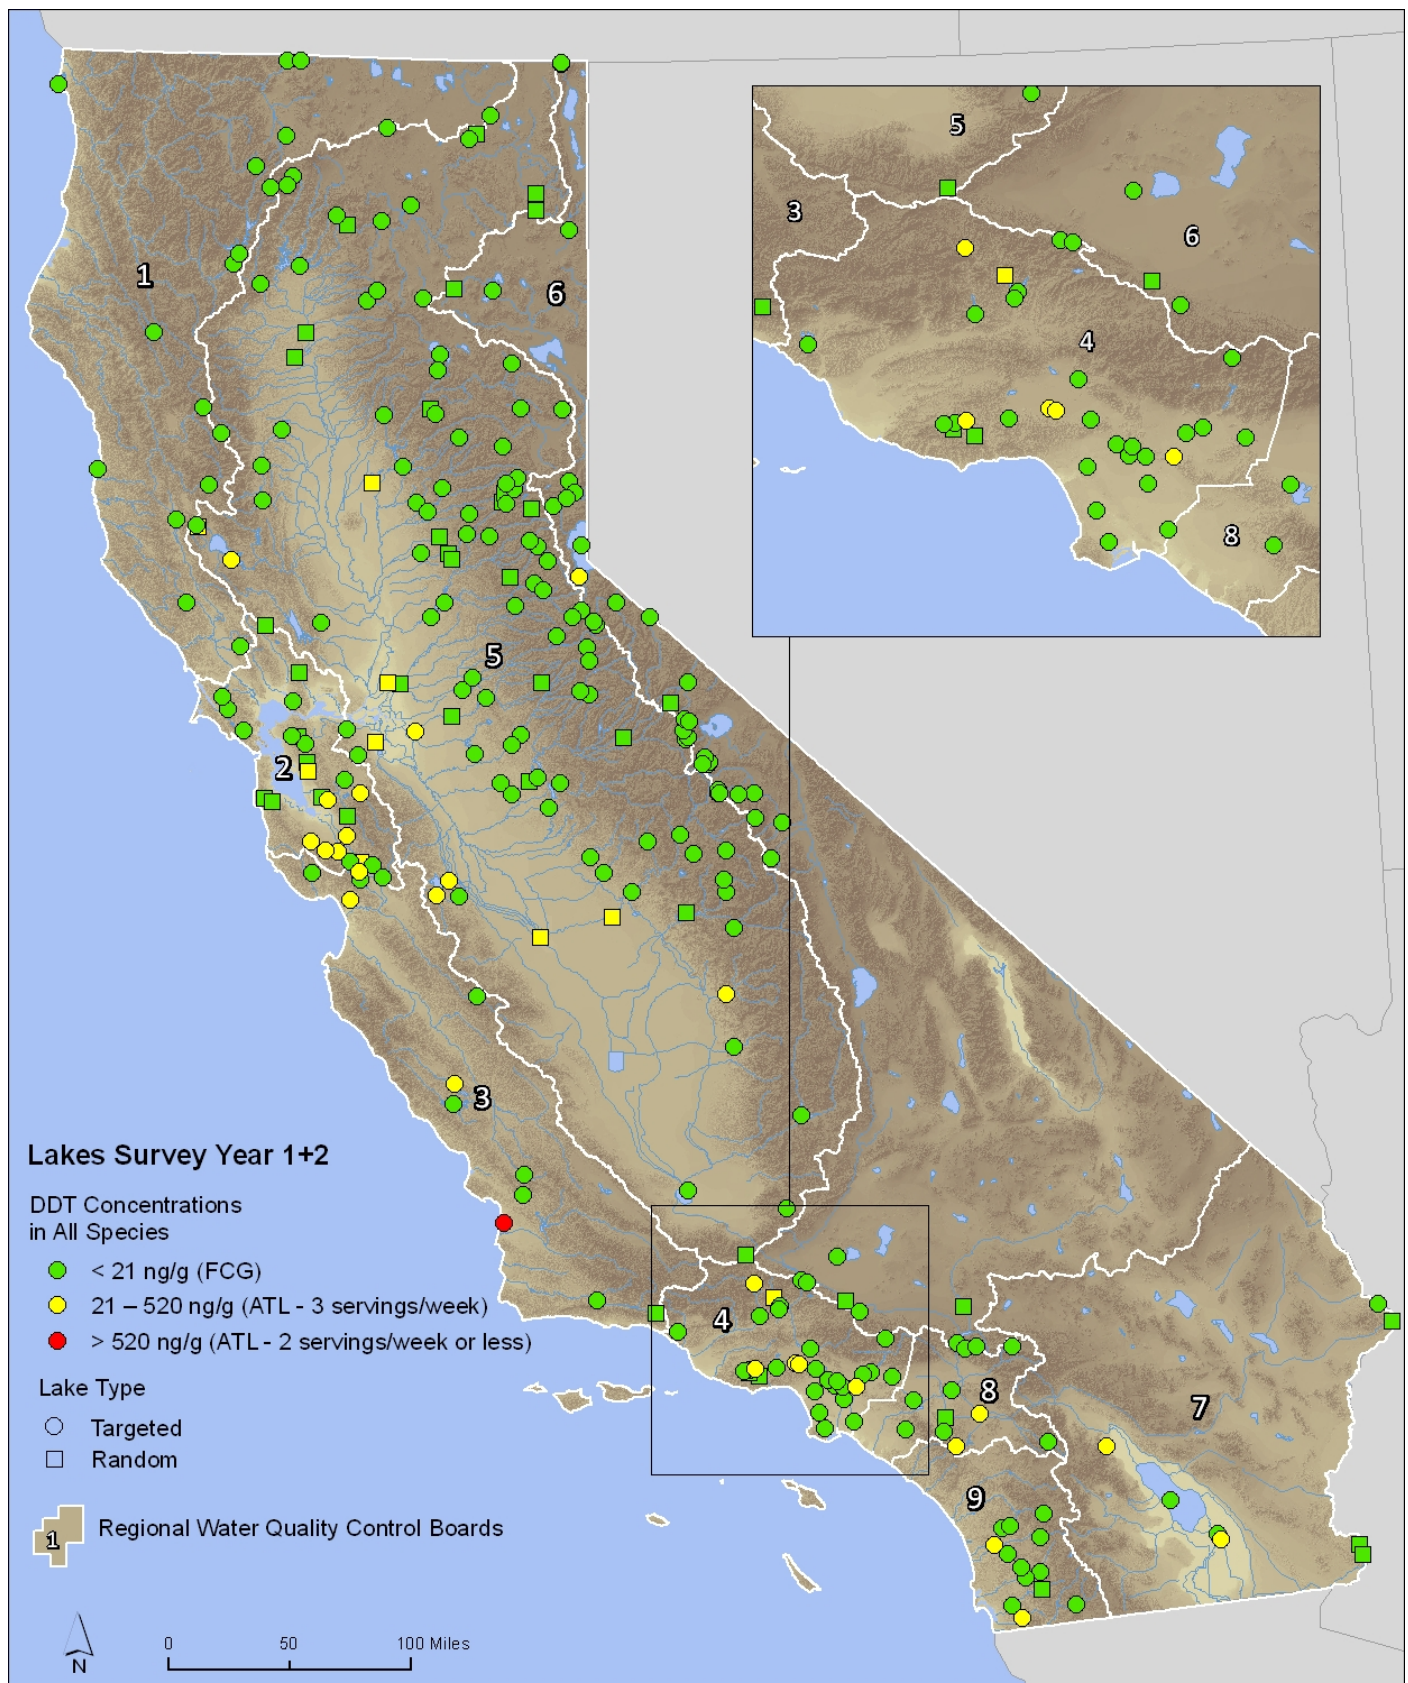 5
3
6
4
8
1
6
5
2
3
4
8
7
9
Lakes Survey Year 1+2
DDT Concentrations
in All Species
< 21 ng/g (FCG)
21 – 520 ng/g (ATL - 3 servings/week)
> 520 ng/g (ATL - 2 servings/week or less)
Lake Type
Targeted
Random
1 Regional Water Quality Control Boards
N
0 50 100 Miles